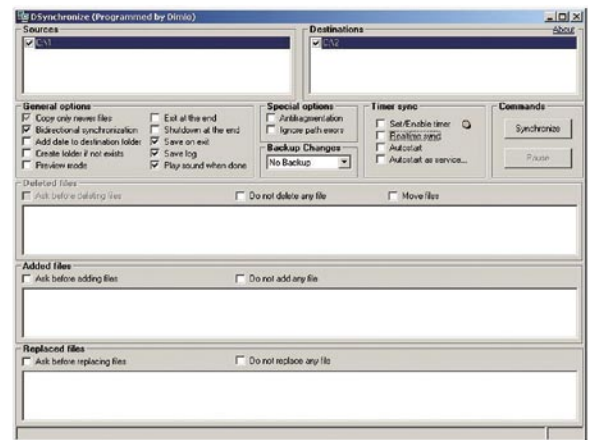 DSynchronize (Programmed by Dimio)
Sources
Destinations
About
C:\1
C:\2
General options
Copy only newer files
Bidirectional synchronization
Add date to destination folder
Create folder if not exists
Preview mode
Exit at the end
Shutdown at the end
Save on exit
Save log
Play sound when done
Special options
Antifragmentation
Ignore path errors
Backup Changes
No Backup
Timer sync
Set/Enable timer
Realtime sync
Autostart
Autostart as service...
Commands
Synchronize
Pause
Deleted files
Ask before deleting files
Do not delete any file
Move files
Added files
Ask before adding files
Do not add any file
Replaced files
Ask before replacing files
Do not replace any file